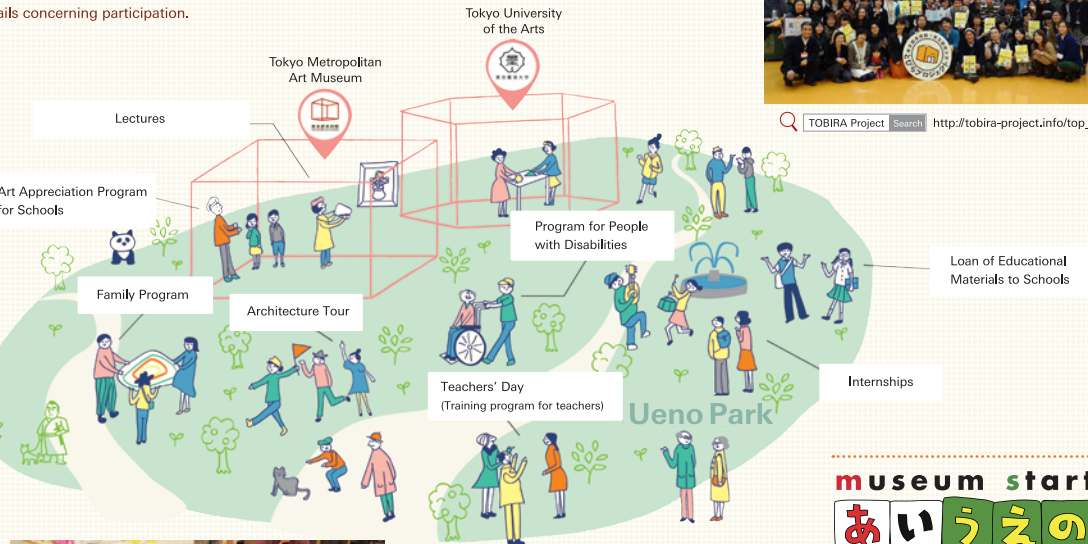 ails concerning participation.
Tokyo University
of the Arts
Tokyo Metropolitan
Art Museum
Lectures
TOBIRA Project Search http://tobira-project.info/top_
Art Appreciation Program
for Schools
Program for People
with Disabilities
Loan of Educational
Materials to Schools
Family Program
Architecture Tour
Internships
Teachers’ Day
(Training program for teachers)
Ueno Park
museum start
あいうえの